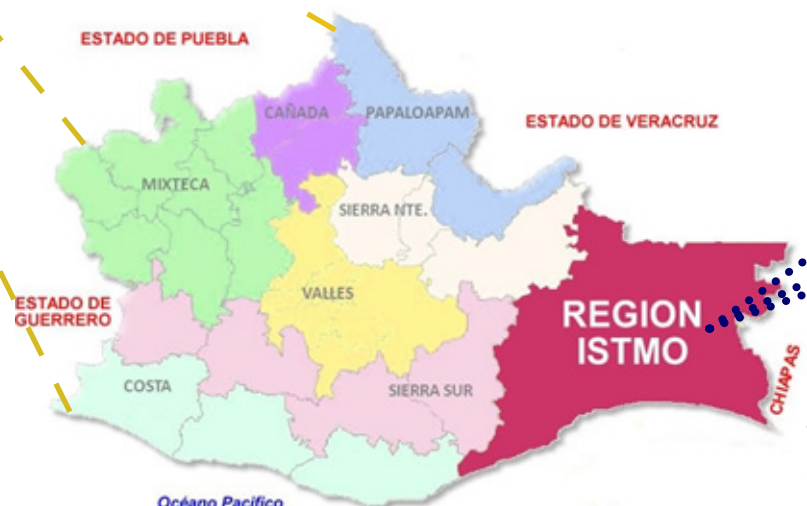 ESTADO DE PUEBLA
CAÑADA
PAPALOAPAM
ESTADO DE VERACRUZ
MIXTECA
SIERRA NTE.
VALLES
ESTADO DE
GUERRERO
REGION
ISTMO
CHIAPAS
COSTA
SIERRA SUR
Océano Pacifico